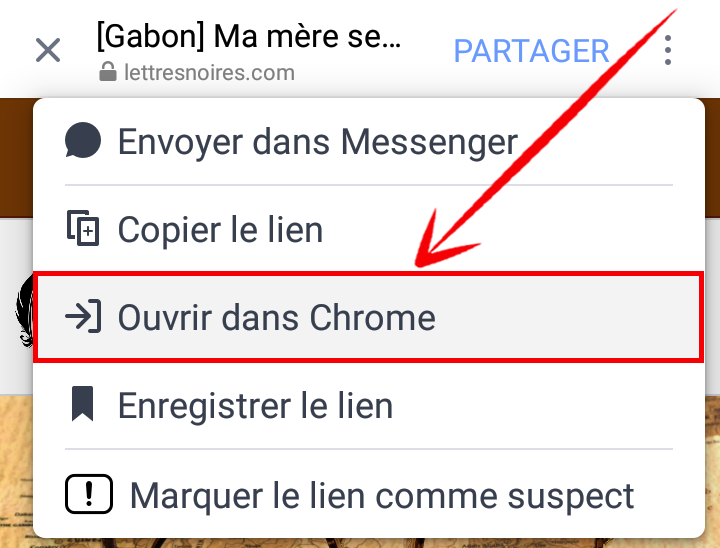 [Gabon] Ma mère se...
PARTAGER
lettresnoires.com
Envoyer dans Messenger
Copier le lien
Ouvrir dans Chrome
Enregistrer le lien
Marquer le lien comme suspect